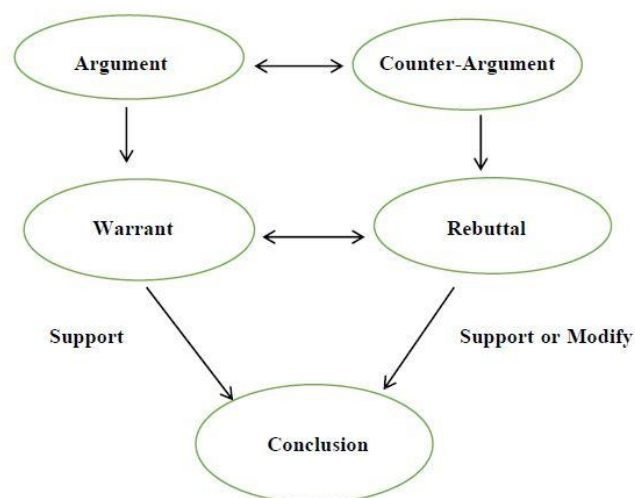 Argument
Counter-Argument
Warrant
Rebuttal
Support
Support or Modify
Conclusion